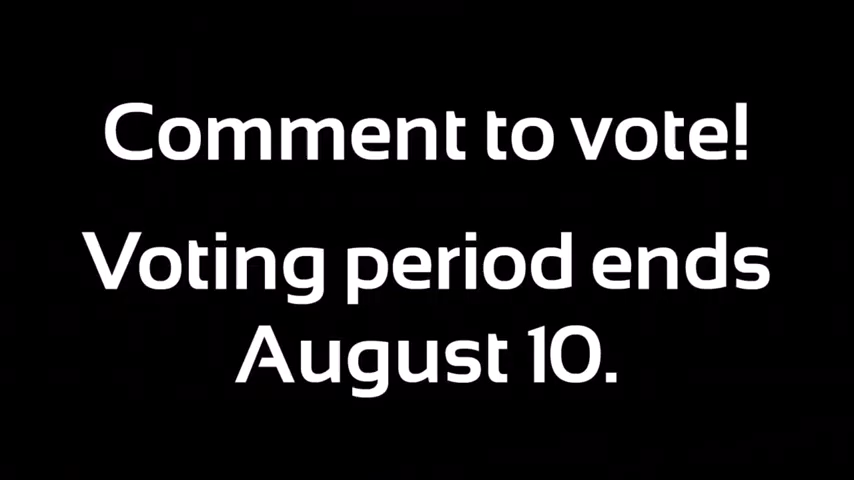 Comment to vote!
Voting period ends
August 10.